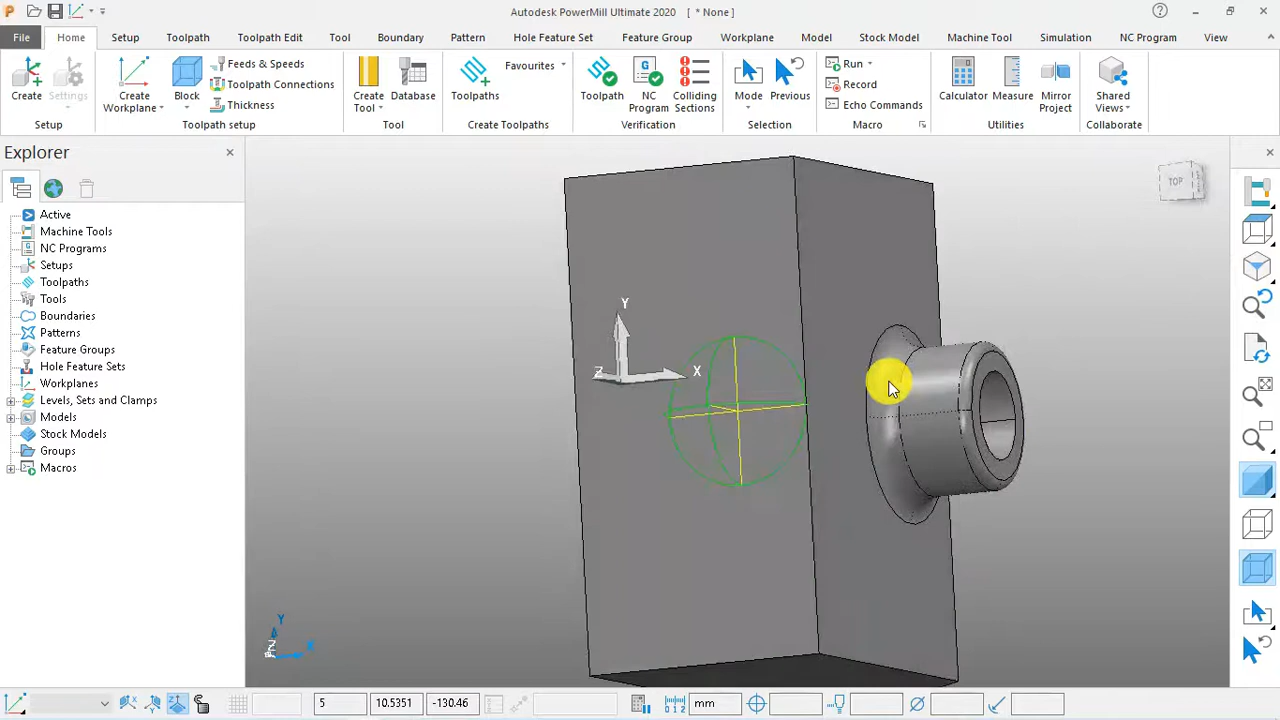 Autodesk PowerMill Ultimate 2020 [ * None ]
File Home Setup Toolpath Toolpath Edit Tool Boundary Pattern Hole Feature Set Feature Group Workplane Model Stock Model Machine Tool Simulation NC Program View
Create
Settings
Setup
Create
Workplane
Block
Feeds & Speeds
Toolpath Connections
Thickness
Toolpath setup
Create
Tool
Database
Tool
Toolpaths
Favourites
Create Toolpaths
Toolpath
NC
Program
Colliding
Sections
Verification
Previous
Selection
Run
Record
Echo Commands
Macro
Calculator
Measure
Mirror
Project
Utilities
Shared
Views
Collaborate
Explorer
Active
Machine Tools
NC Programs
Setups
Toolpaths
Tools
Boundaries
Patterns
Feature Groups
Hole Feature Sets
Workplanes
Levels, Sets and Clamps
Models
Stock Models
Groups
Macros
TOP
Y
Z
X
Y
5 10.5351 -130.46 mm